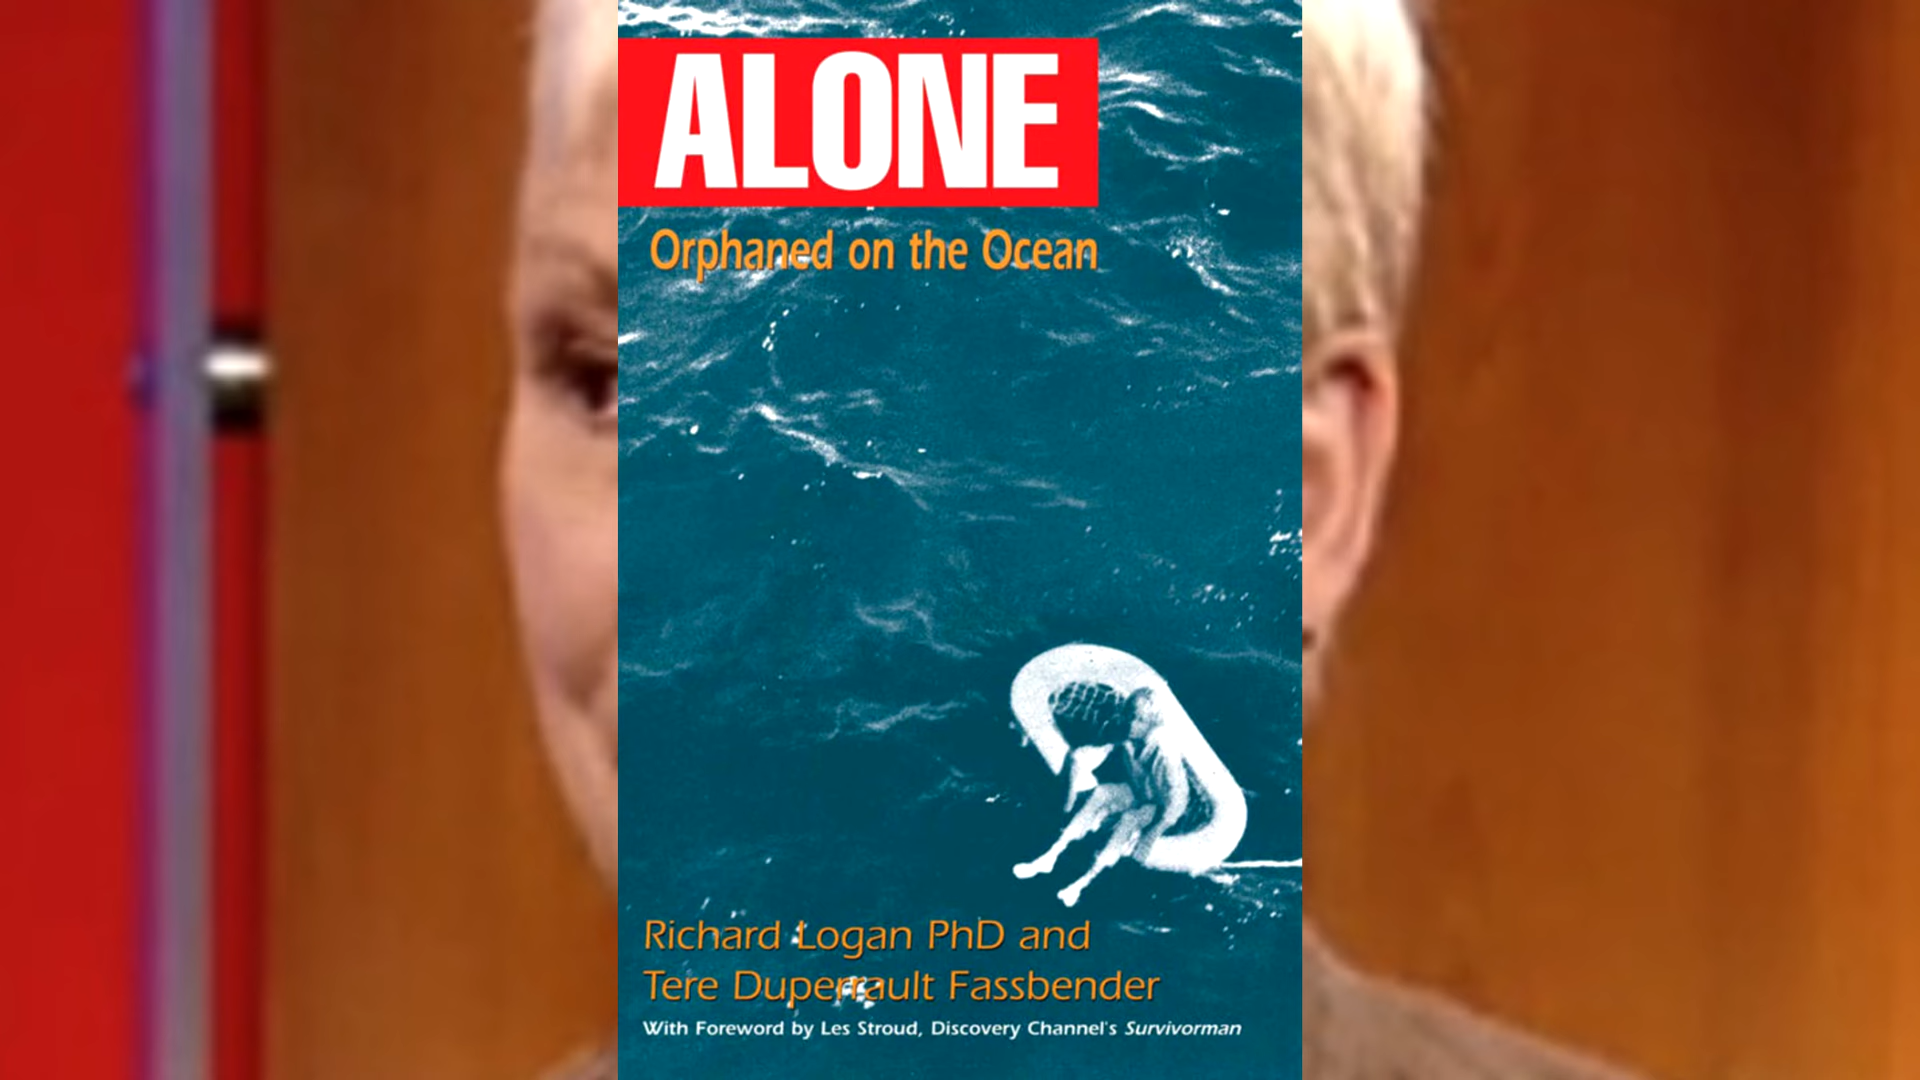 ALONE
Orphaned on the Ocean
Richard Logan PhD and
Tere Duperrault Fassbender
With Foreword by Les Stroud, Discovery Channel's Survivorman